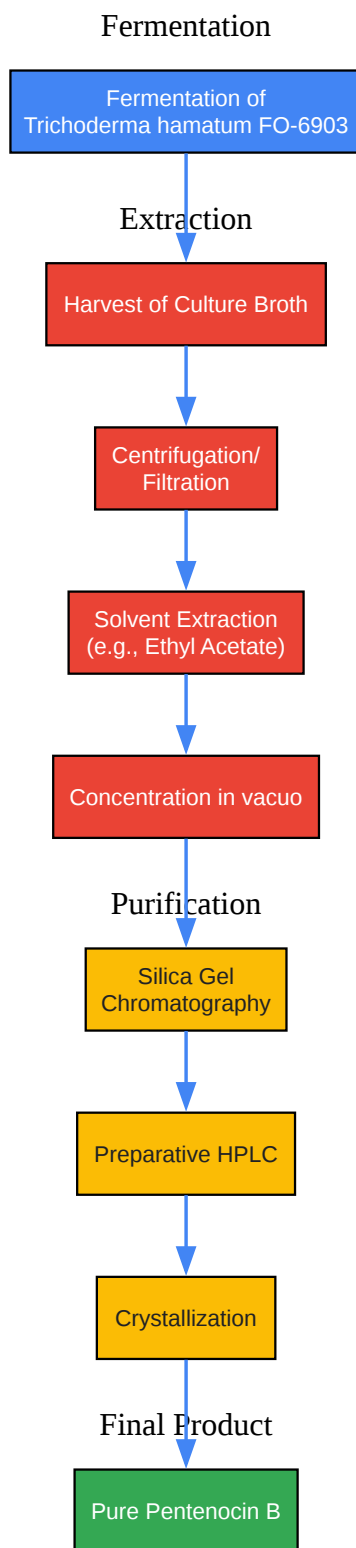 Fermentation
Fermentation of
Trichoderma hamatum FO-6903
Extraction
Harvest of Culture Broth
Centrifugation/
Filtration
Solvent Extraction
(e.g., Ethyl Acetate)
Concentration in vacuo
Purification
Silica Gel
Chromatography
Preparative HPLC
Crystallization
Final Product
Pure Pentenocin B